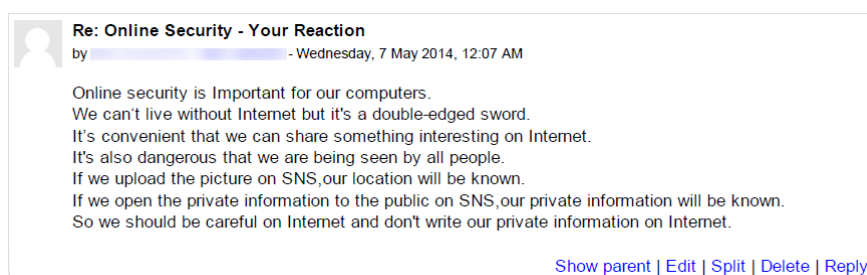 Re: Online Security - Your Reaction
by - Wednesday, 7 May 2014, 12:07 AM
Online security is Important for our computers.
We can't live without Internet but it's a double-edged sword.
It's convenient that we can share something interesting on Internet.
It's also dangerous that we are being seen by all people.
If we upload the picture on SNS,our location will be known.
If we open the private information to the public on SNS,our private information will be known.
So we should be careful on Internet and don't write our private information on Internet.
Show parent | Edit | Split | Delete | Reply